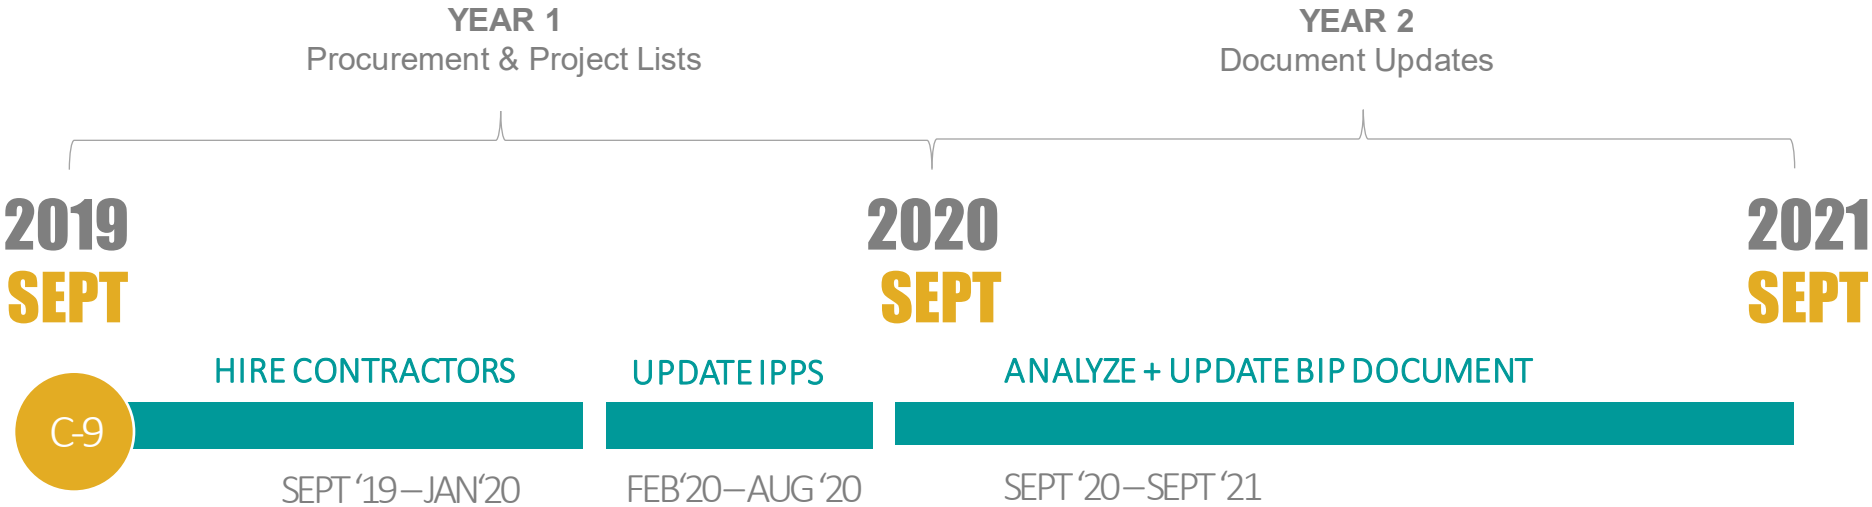 YEAR 1
Procurement & Project Lists
YEAR 2
Document Updates
2019
SEPT
2020
SEPT
2021
SEPT
HIRE CONTRACTORS
UPDATE IPPS
ANALYZE + UPDATE BIP DOCUMENT
C-9
SEPT ‘19 – JAN‘20
FEB‘20 – AUG ‘20
SEPT ‘20 – SEPT ‘21